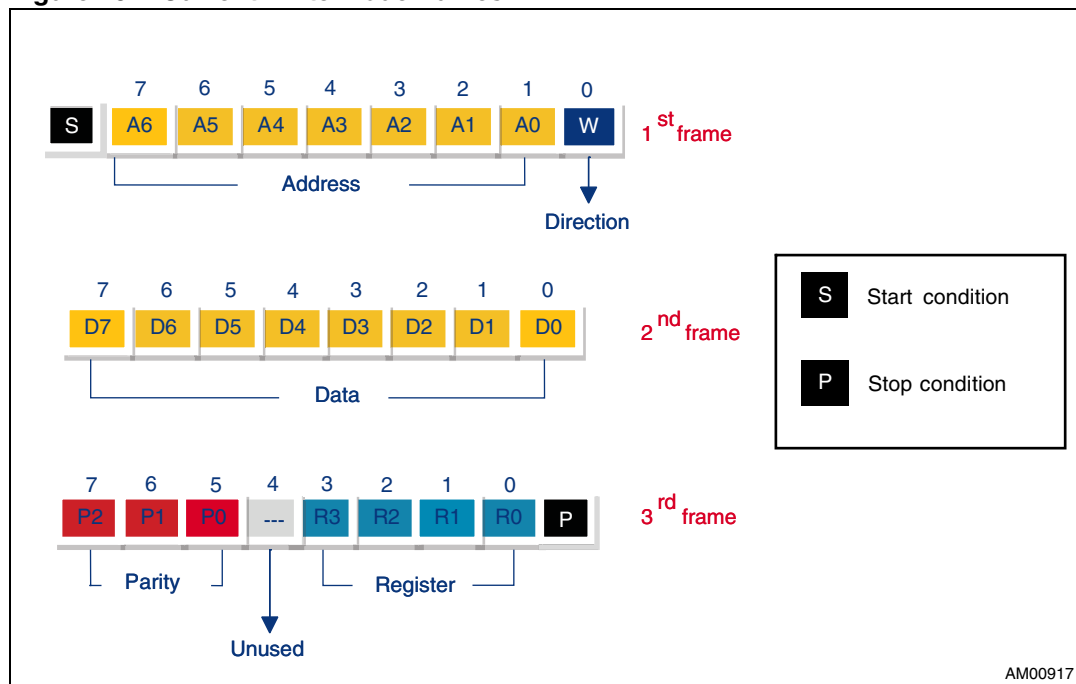 7 6 5 4 3 2 1 0
S A6 A5 A4 A3 A2 A1 A0 W
1st frame
Address
Direction
7 6 5 4 3 2 1 0
D7 D6 D5 D4 D3 D2 D1 D0
2nd frame
Data
S Start condition
P Stop condition
7 6 5 4 3 2 1 0
P2 P1 P0 --- R3 R2 R1 R0 P
3rd frame
Parity Register
Unused
AM00917